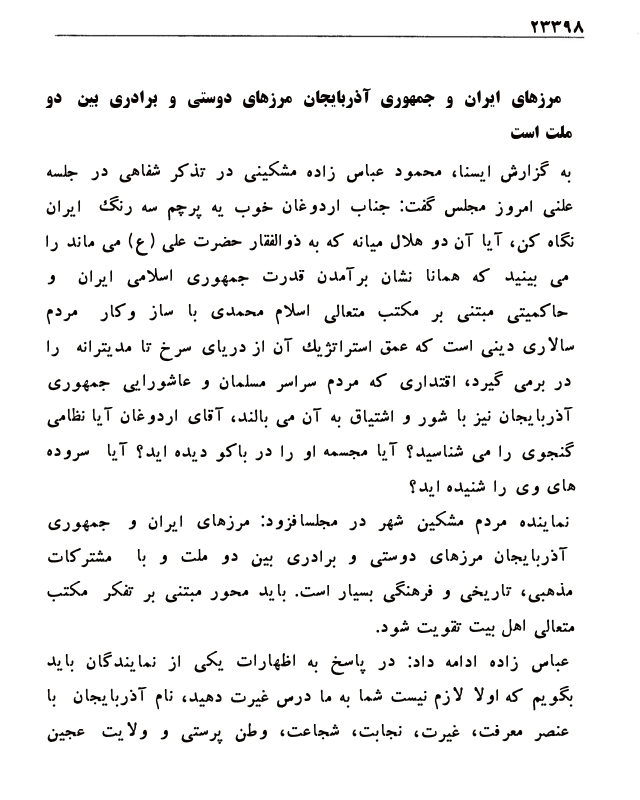 ۲۳۳۹۸
مرزهای ایران و جمهوری آذربایجان مرزهای دوستی و برادری بین دو
ملت است
به گزارش ایسنا، محمود عباس زاده مشکینی در تذکر شفاهی در جلسه
علنی امروز مجلس گفت: جناب اردوغان خوب یه پرچم سه رنگ ایران
نگاه کن، آیا آن دو هلال میانه که به ذوالفقار حضرت علی (ع) می ماند را
می بینید که همانا نشان برآمدن قدرت جمهوری اسلامی ایران و
حاکمیتی مبتنی بر مکتب متعالی اسلام محمدی با ساز وکار مردم
سالاری دینی است که عمق استراتژیك آن از دریای سرخ تا مدیترانه را
در برمی گیرد، اقتداری که مردم سراسر مسلمان و عاشورایی جمهوری
آذربایجان نیز با شور و اشتیاق به آن می بالند، آقای اردوغان آیا نظامی
گنجوی را می شناسید؟ آیا مجسمه او را در باکو دیده اید؟ آیا سروده
های وی را شنیده اید؟
نماینده مردم مشکین شهر در مجلسافزود: مرزهای ایران و جمهوری
آذربایجان مرزهای دوستی و برادری بین دو ملت و با مشترکات
مذهبی، تاریخی و فرهنگی بسیار است. باید محور مبتنی بر تفکر مکتب
متعالی اهل بیت تقویت شود.
عباس زاده ادامه داد: در پاسخ به اظهارات یکی از نمایندگان باید
بگویم که اولا لازم نیست شما به ما درس غیرت دهید، نام آذربایجان با
عنصر معرفت، غیرت، نجابت، شجاعت، وطن پرستی و ولایت عجین